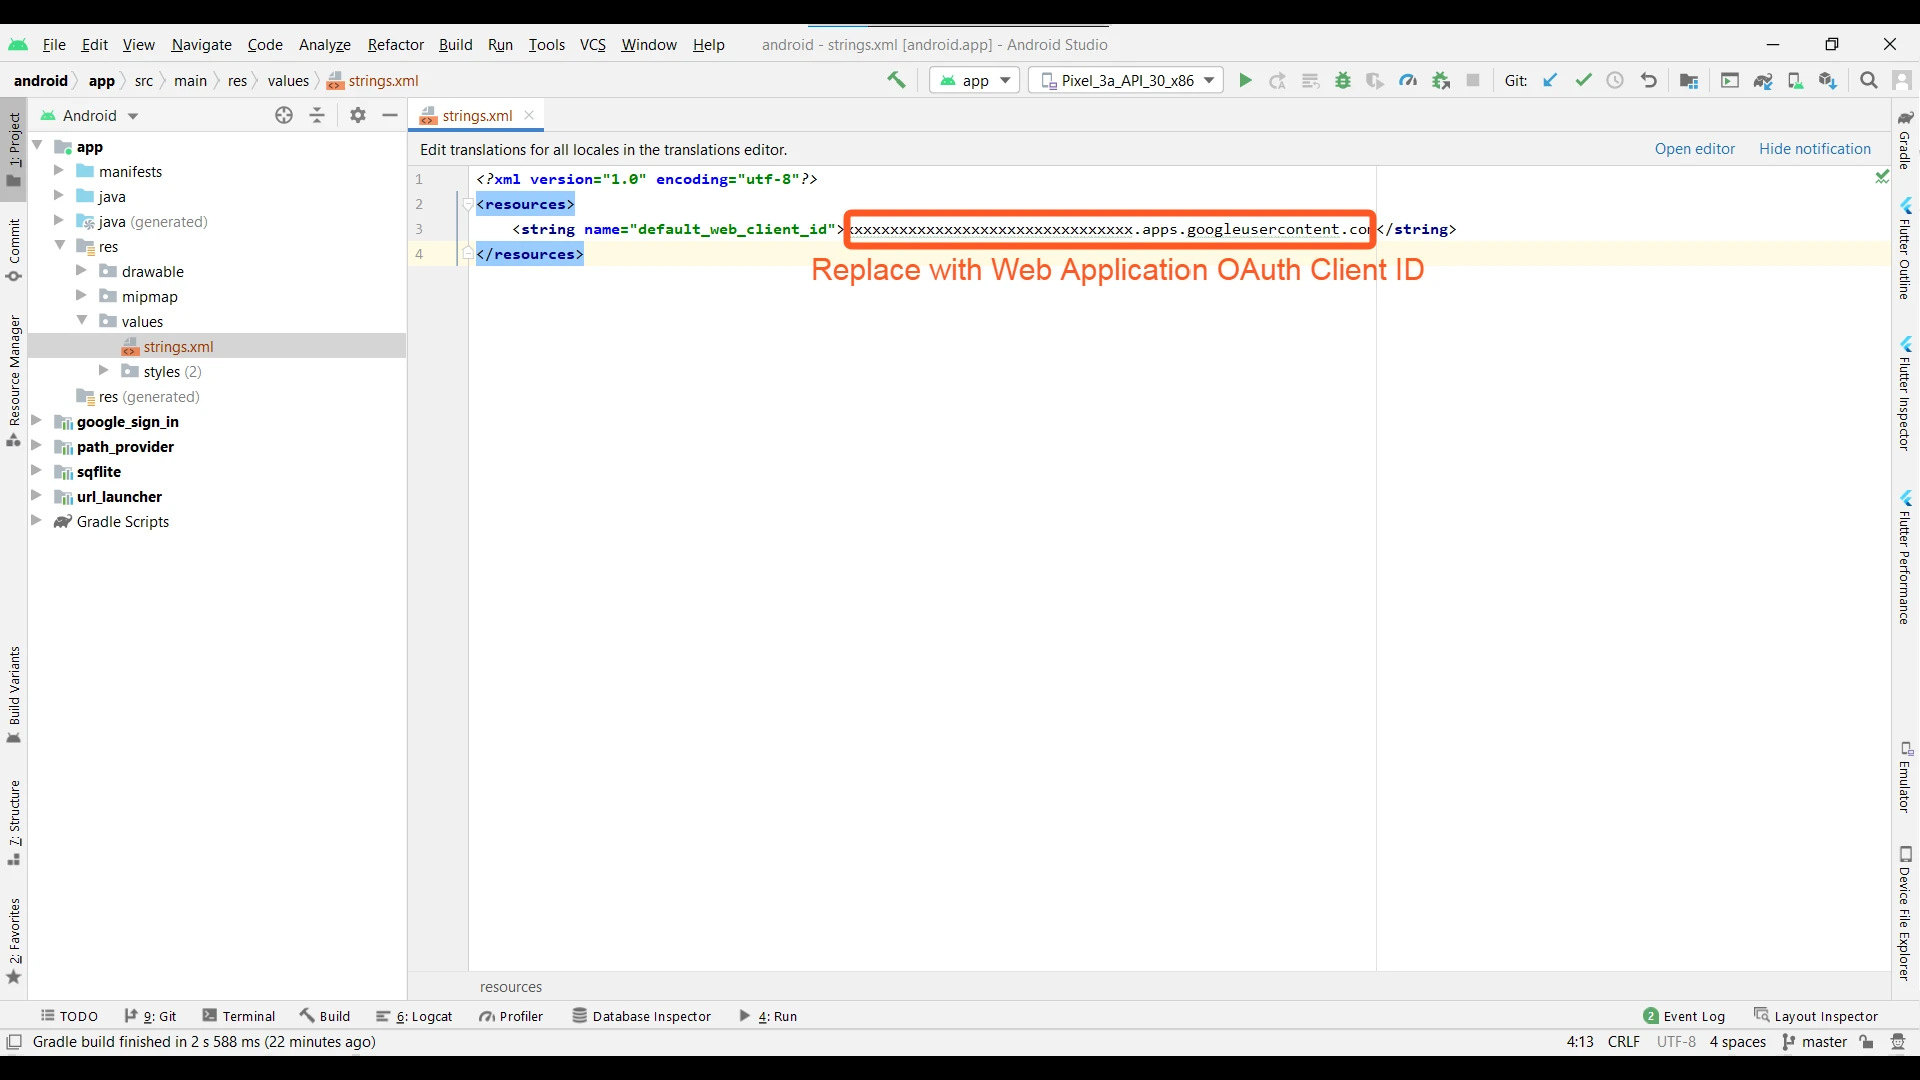 File Edit View Navigate Code Analyze Refactor Build Run Tools VCS Window Help android - strings.xml [android.app] - Android Studio
android app src main res values strings.xml app Pixel_3a_API_30_x86 Git:
Android
strings.xml
Edit translations for all locales in the translations editor. Open editor Hide notification
1 <?xml version="1.0" encoding="utf-8"?>
2 <resources>
3 <string name="default_web_client_id">xxxxxxxxxxxxxxxxxxxxxxxxxxxxxxxx.apps.googleusercontent.com</string>
4 </resources>
Replace with Web Application OAuth Client ID
app
manifests
java
java (generated)
res
drawable
mipmap
values
strings.xml
styles (2)
res (generated)
google_sign_in
path_provider
sqflite
url_launcher
Gradle Scripts
1: Project
Commit
Resource Manager
Build Variants
7: Structure
2: Favorites
Gradle
Flutter Outline
Flutter Inspector
Flutter Performance
Emulator
Device File Explorer
resources
TODO 9: Git Terminal Build 6: Logcat Profiler Database Inspector 4: Run 2 Event Log Layout Inspector
Gradle build finished in 2 s 588 ms (22 minutes ago) 4:13 CRLF UTF-8 4 spaces master